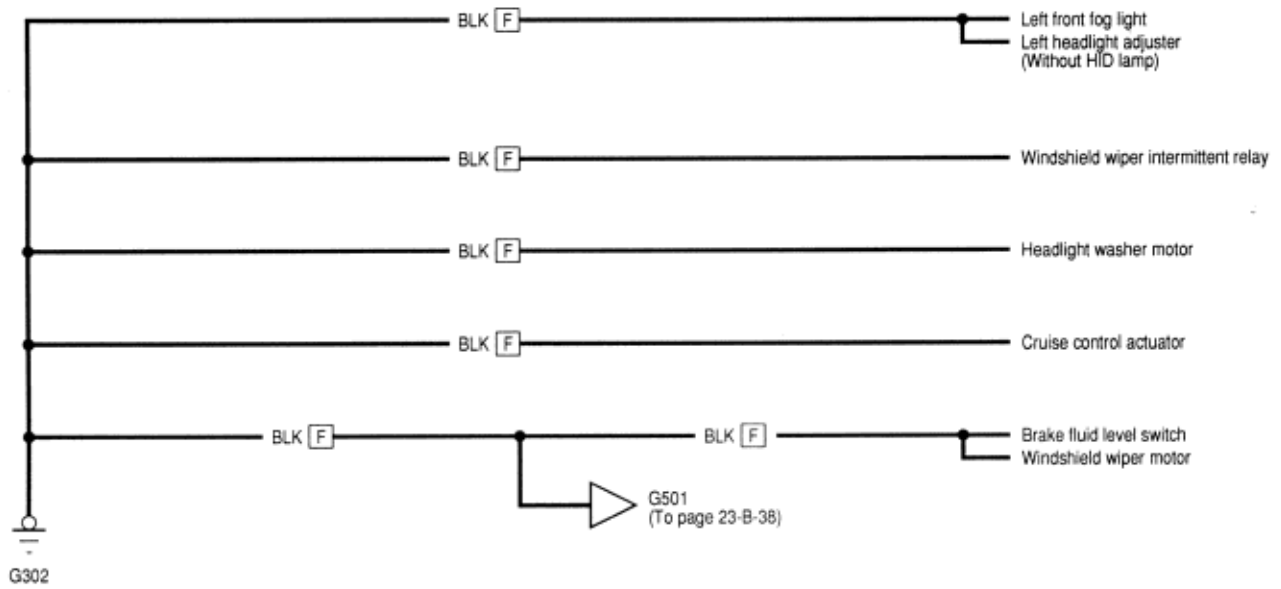 BLK F
Left front fog light
Left headlight adjuster
(Without HID lamp)
BLK F
Windshield wiper intermittent relay
BLK F
Headlight washer motor
BLK F
Cruise control actuator
BLK F
BLK F
Brake fluid level switch
Windshield wiper motor
G501
(To page 23-B-38)
G302